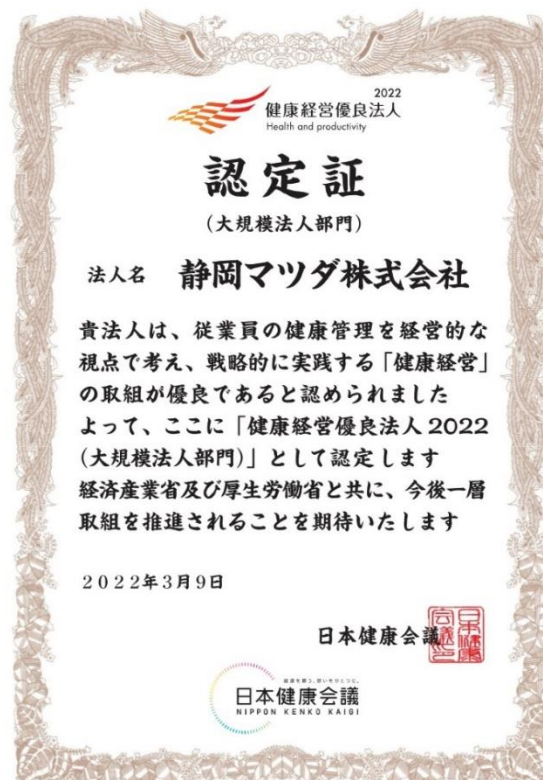 2022
健康経営優良法人
Health and productivity
認定証
(大規模法人部門)
法人名 静岡マツダ株式会社
貴法人は、従業員の健康管理を経営的な
視点で考え、戦略的に実践する「健康経営」
の取組が優良であると認められました
よって、ここに「健康経営優良法人2022
(大規模法人部門)」として認定します
経済産業省及び厚生労働省と共に、今後一層
取組を推進されることを期待いたします
2022年3月9日
日本健康会議
日本健康会議
NIPPON KENKO KAIGI